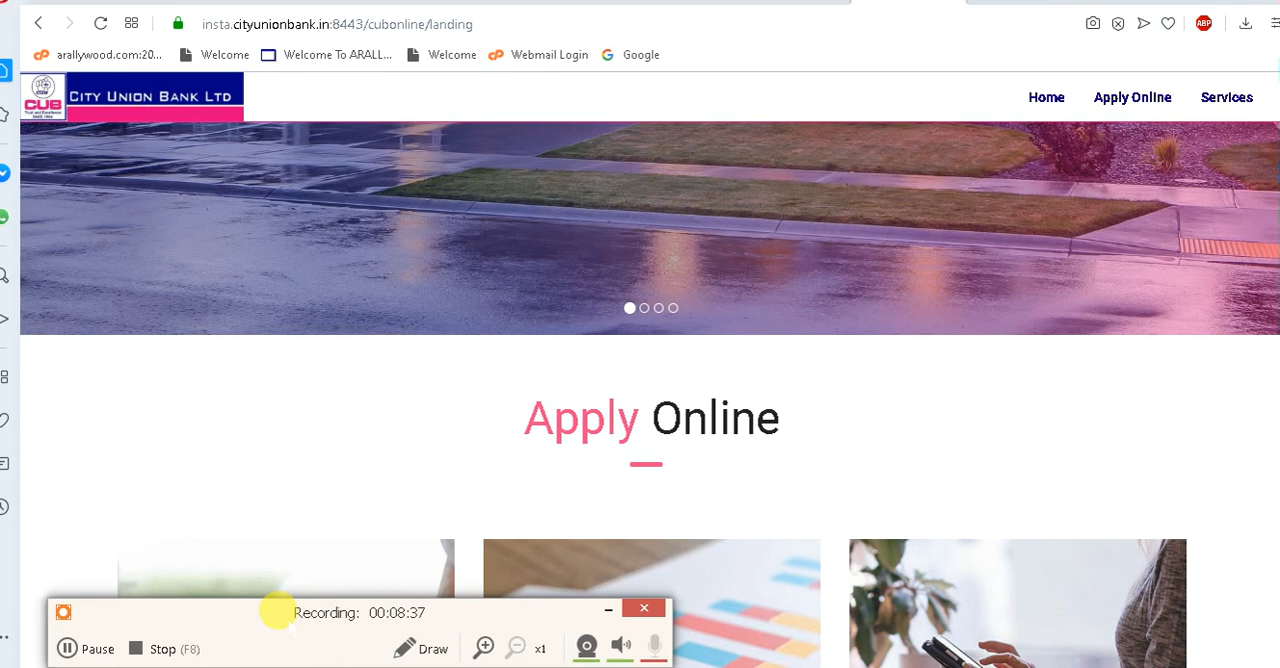 insta.cityunionbank.in:8443/cubonline/landing
ABP
arallywood.com:20... Welcome Welcome To ARALL... Welcome Webmail Login Google
CUB CITY UNION BANK LTD
Home Apply Online Services
Apply Online
Recording: 00:08:37
Pause Stop (F8) Draw x1